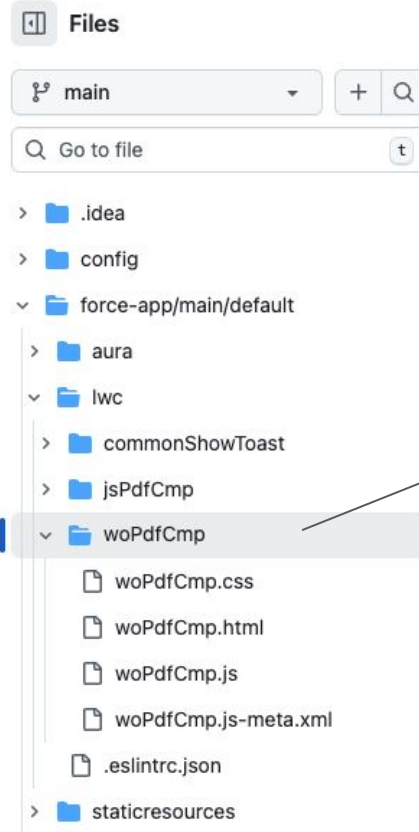 Files
main
Go to file
t
.idea
config
force-app/main/default
aura
lwc
commonShowToast
jsPdfCmp
woPdfCmp
woPdfCmp.css
woPdfCmp.html
woPdfCmp.js
woPdfCmp.js-meta.xml
.eslintrc.json
staticresources